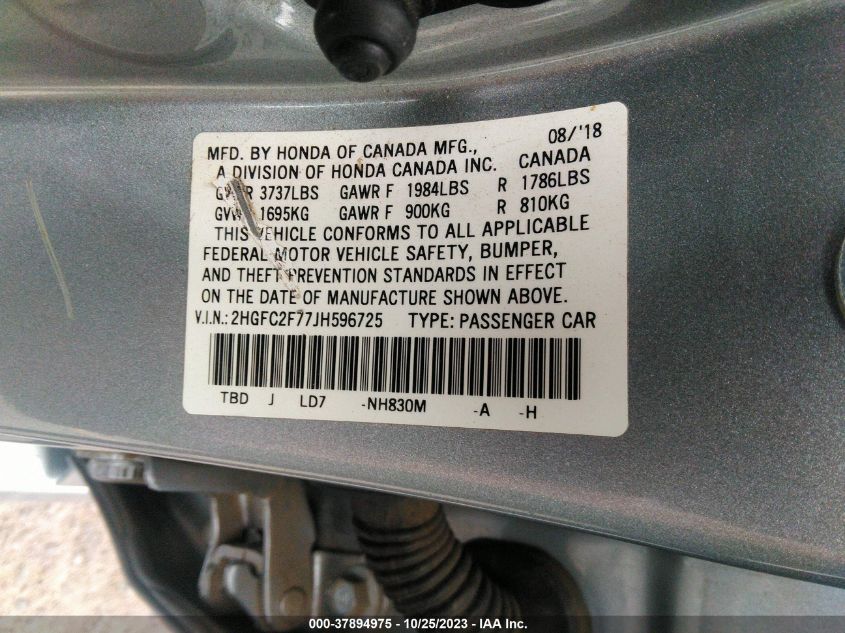 MFD. BY HONDA OF CANADA MFG., 08/'18
A DIVISION OF HONDA CANADA INC. CANADA
GVWR 3737LBS GAWR F 1984LBS R 1786LBS
GVW 1695KG GAWR F 900KG R 810KG
THIS VEHICLE CONFORMS TO ALL APPLICABLE
FEDERAL MOTOR VEHICLE SAFETY, BUMPER,
AND THEFT PREVENTION STANDARDS IN EFFECT
ON THE DATE OF MANUFACTURE SHOWN ABOVE.
V.I.N.: 2HGFC2F77JH596725 TYPE: PASSENGER CAR
TBD J LD7 -NH830M -A -H
000-37894975 - 10/25/2023 - IAA Inc.